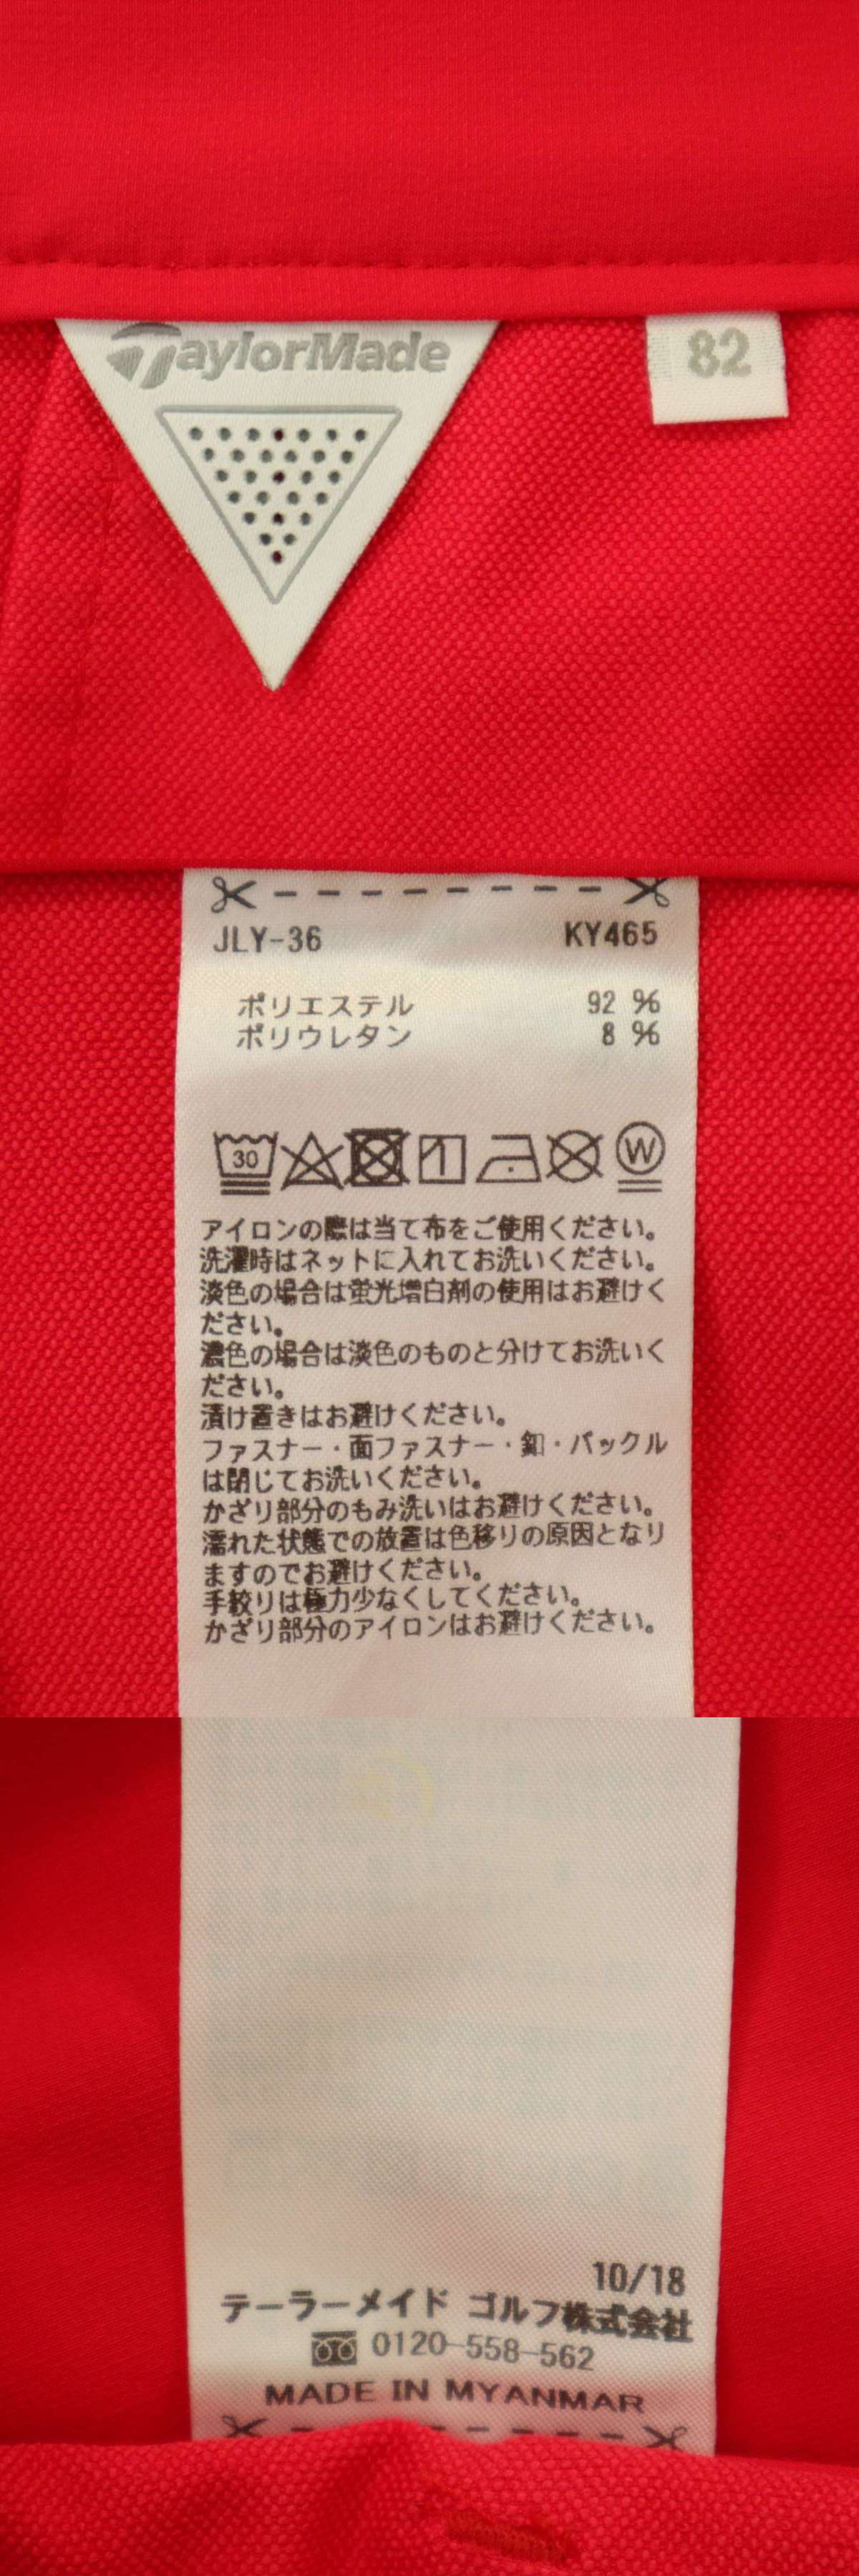 TaylorMade
82
JLY-36 KY465
ポリエステル 92 %
ポリウレタン 8 %
30 W
アイロンの際は当て布をご使用ください。
洗濯時はネットに入れてお洗いください。
淡色の場合は蛍光増白剤の使用はお避けく
ださい。
濃色の場合は淡色のものと分けてお洗いく
ださい。
漬け置きはお避けください。
ファスナー・面ファスナー・釦・バックル
は閉じてお洗いください。
かざり部分のもみ洗いはお避けください。
濡れた状態での放置は色移りの原因となり
ますのでお避けください。
手絞りは極力少なくしてください。
かざり部分のアイロンはお避けください。
10/18
テーラーメイド ゴルフ株式会社
0120-558-562
MADE IN MYANMAR